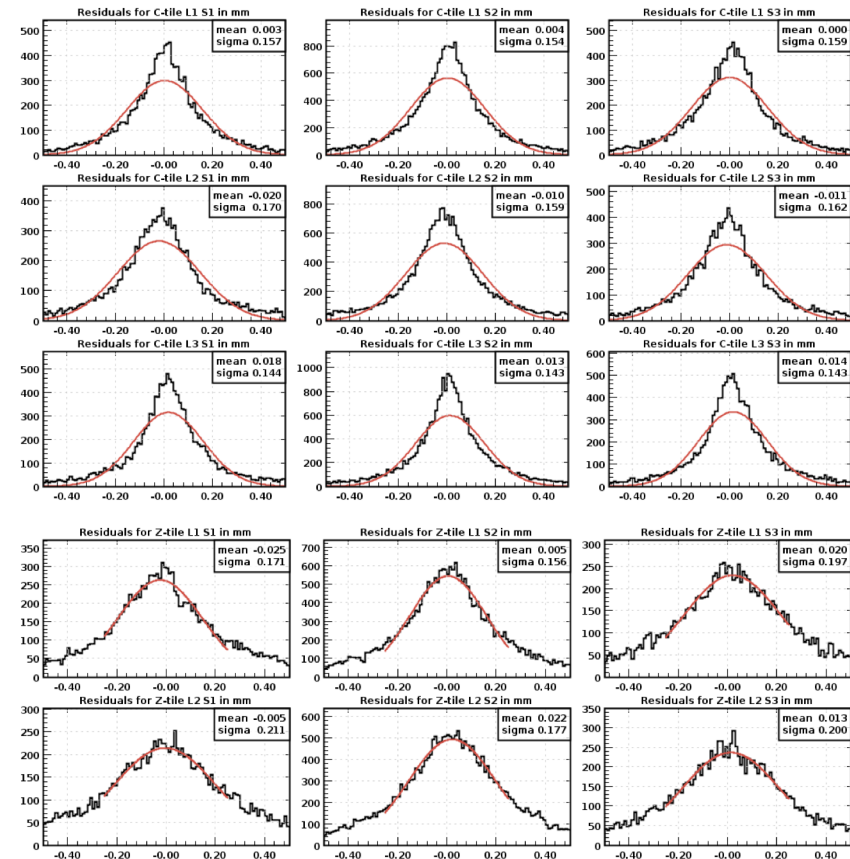 Residuals for C-tile L1 S1 in mm
mean 0.003
sigma 0.157
500
400
300
200
100
0
-0.40 -0.20 -0.00 0.20 0.40
Residuals for C-tile L1 S2 in mm
mean 0.004
sigma 0.154
800
600
400
200
0
-0.40 -0.20 -0.00 0.20 0.40
Residuals for C-tile L1 S3 in mm
mean 0.000
sigma 0.159
500
400
300
200
100
0
-0.40 -0.20 -0.00 0.20 0.40
Residuals for C-tile L2 S1 in mm
mean -0.020
sigma 0.170
400
300
200
100
0
-0.40 -0.20 -0.00 0.20 0.40
Residuals for C-tile L2 S2 in mm
mean -0.010
sigma 0.159
800
600
400
200
0
-0.40 -0.20 -0.00 0.20 0.40
Residuals for C-tile L2 S3 in mm
mean -0.011
sigma 0.162
500
400
300
200
100
0
-0.40 -0.20 -0.00 0.20 0.40
Residuals for C-tile L3 S1 in mm
mean 0.018
sigma 0.144
500
400
300
200
100
0
-0.40 -0.20 -0.00 0.20 0.40
Residuals for C-tile L3 S2 in mm
mean 0.013
sigma 0.143
1000
800
600
400
200
0
-0.40 -0.20 -0.00 0.20 0.40
Residuals for C-tile L3 S3 in mm
mean 0.014
sigma 0.143
600
500
400
300
200
100
0
-0.40 -0.20 -0.00 0.20 0.40
Residuals for Z-tile L1 S1 in mm
mean -0.025
sigma 0.171
350
300
250
200
150
100
50
0
-0.40 -0.20 -0.00 0.20 0.40
Residuals for Z-tile L1 S2 in mm
mean 0.005
sigma 0.156
700
600
500
400
300
200
100
0
-0.40 -0.20 -0.00 0.20 0.40
Residuals for Z-tile L1 S3 in mm
mean 0.020
sigma 0.197
300
250
200
150
100
50
0
-0.40 -0.20 -0.00 0.20 0.40
Residuals for Z-tile L2 S1 in mm
mean -0.005
sigma 0.211
300
250
200
150
100
50
0
-0.40 -0.20 -0.00 0.20 0.40
Residuals for Z-tile L2 S2 in mm
mean 0.022
sigma 0.177
600
500
400
300
200
100
0
-0.40 -0.20 -0.00 0.20 0.40
Residuals for Z-tile L2 S3 in mm
mean 0.013
sigma 0.200
350
300
250
200
150
100
50
0
-0.40 -0.20 -0.00 0.20 0.40